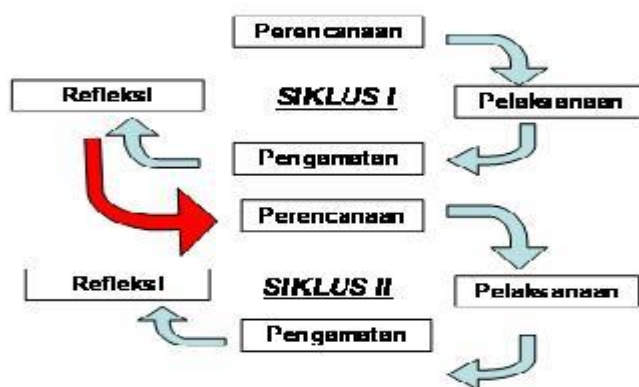 Perencanaan
Refleksi
SIKLUS I
Pelaksanaan
Pengamatan
Perencanaan
Refleksi
SIKLUS II
Pelaksanaan
Pengamatan